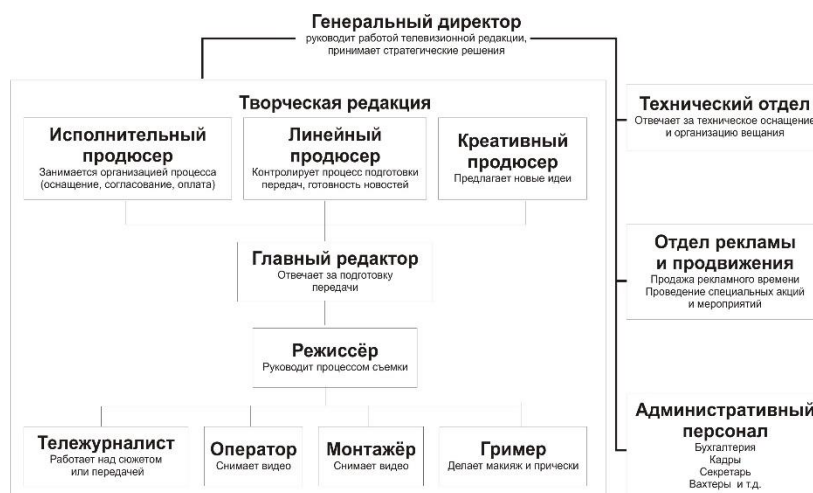 Генеральный директор
руководит работой телевизионной редакции,
принимает стратегические решения
Творческая редакция
Исполнительный
продюсер
Занимается организацией процесса
(оснащение, согласование, оплата)
Линейный
продюсер
Контролирует процесс подготовки
передач, готовность новостей
Креативный
продюсер
Предлагает новые идеи
Главный редактор
Отвечает за подготовку
передачи
Режиссёр
Руководит процессом съемки
Тележурналист
Работает над сюжетом
или передачей
Оператор
Снимает видео
Монтажёр
Снимает видео
Гример
Делает макияж и прически
Технический отдел
Отвечает за техническое оснащение
и организацию вещания
Отдел рекламы
и продвижения
Продажа рекламного времени
Проведение специальных акций
и мероприятий
Административный
персонал
Бухгалтерия
Кадры
Секретарь
Вахтеры и т.д.